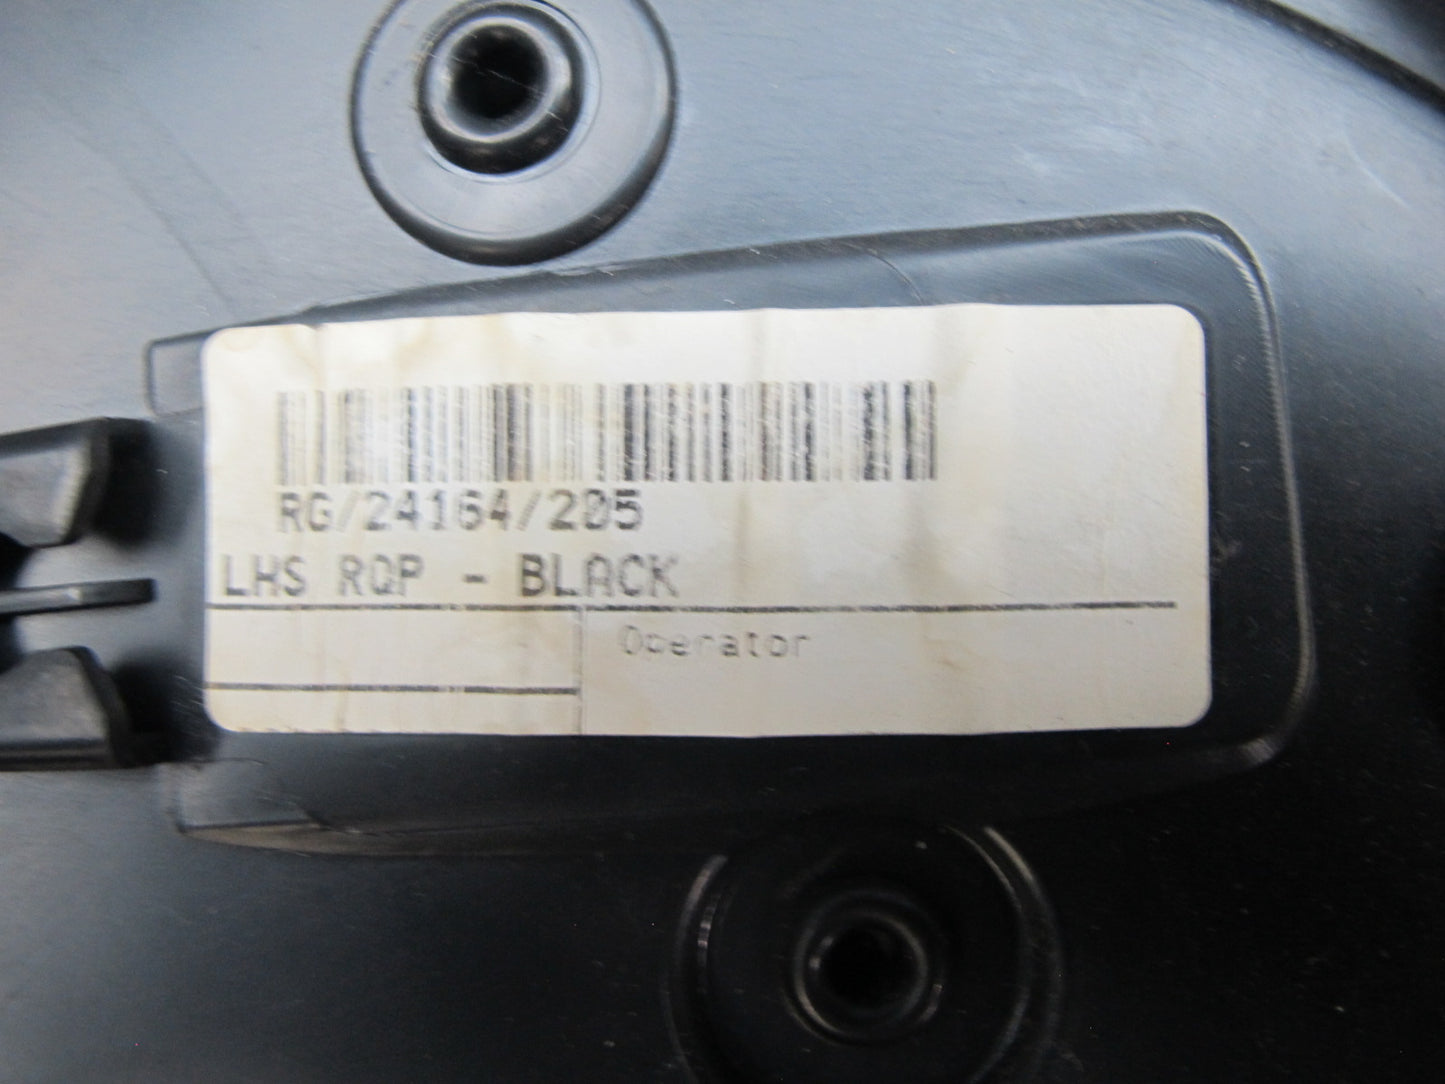 RG/24164/205
LHS RQP - BLACK
Operator